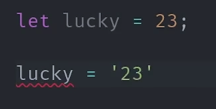 let lucky = 23;
lucky = '23'